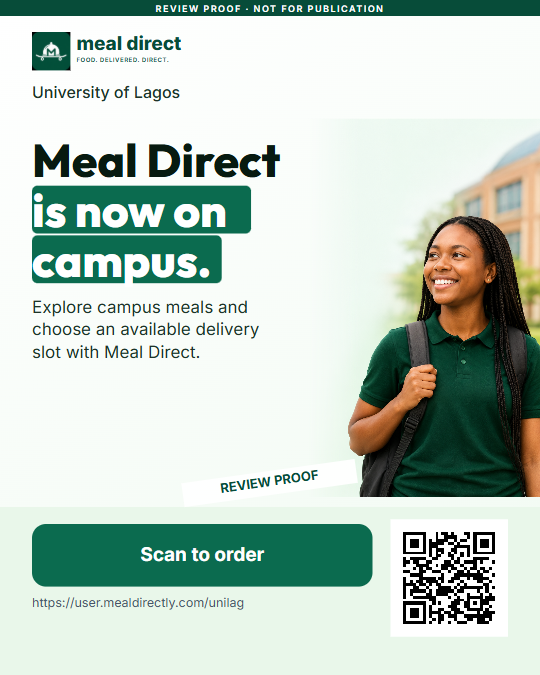 REVIEW PROOF · NOT FOR PUBLICATION
M
meal direct
FOOD. DELIVERED. DIRECT.
University of Lagos
Meal Direct
is now on
campus.
Explore campus meals and
choose an available delivery
slot with Meal Direct.
REVIEW PROOF
Scan to order
https://user.mealdirectly.com/unilag